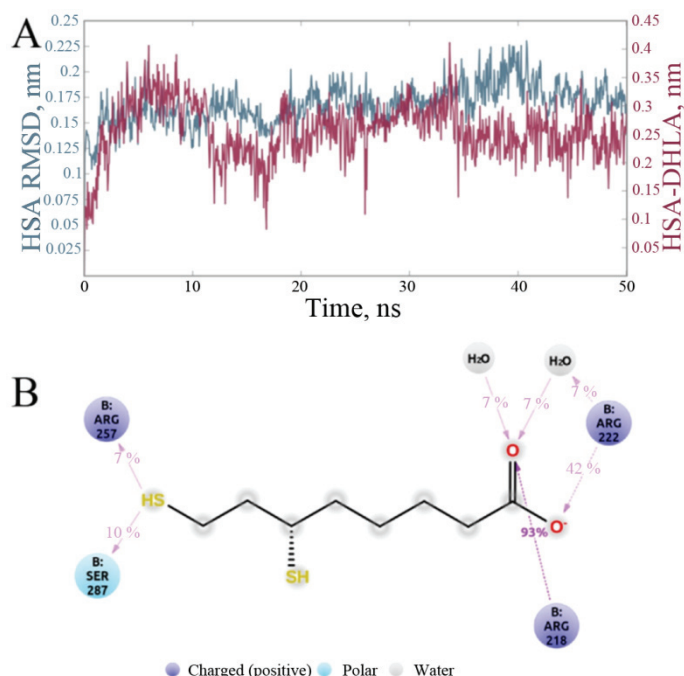 A
HSA RMSD, nm
0.25
0.225
0.2
0.175
0.15
0.125
0.1
0.075
0.05
0.025
0.45
0.4
0.35
0.3
0.25
0.2
0.15
0.1
0.05
HSA-DHLA, nm
0 10 20 30 40 50
Time, ns
B
H₂O H₂O
7 % 7 % 7 %
B:
ARG
257
B:
ARG
222
7 %
O
42 %
HS
O-
10 %
93%
B:
SER
287
SH
B:
ARG
218
Charged (positive) Polar Water